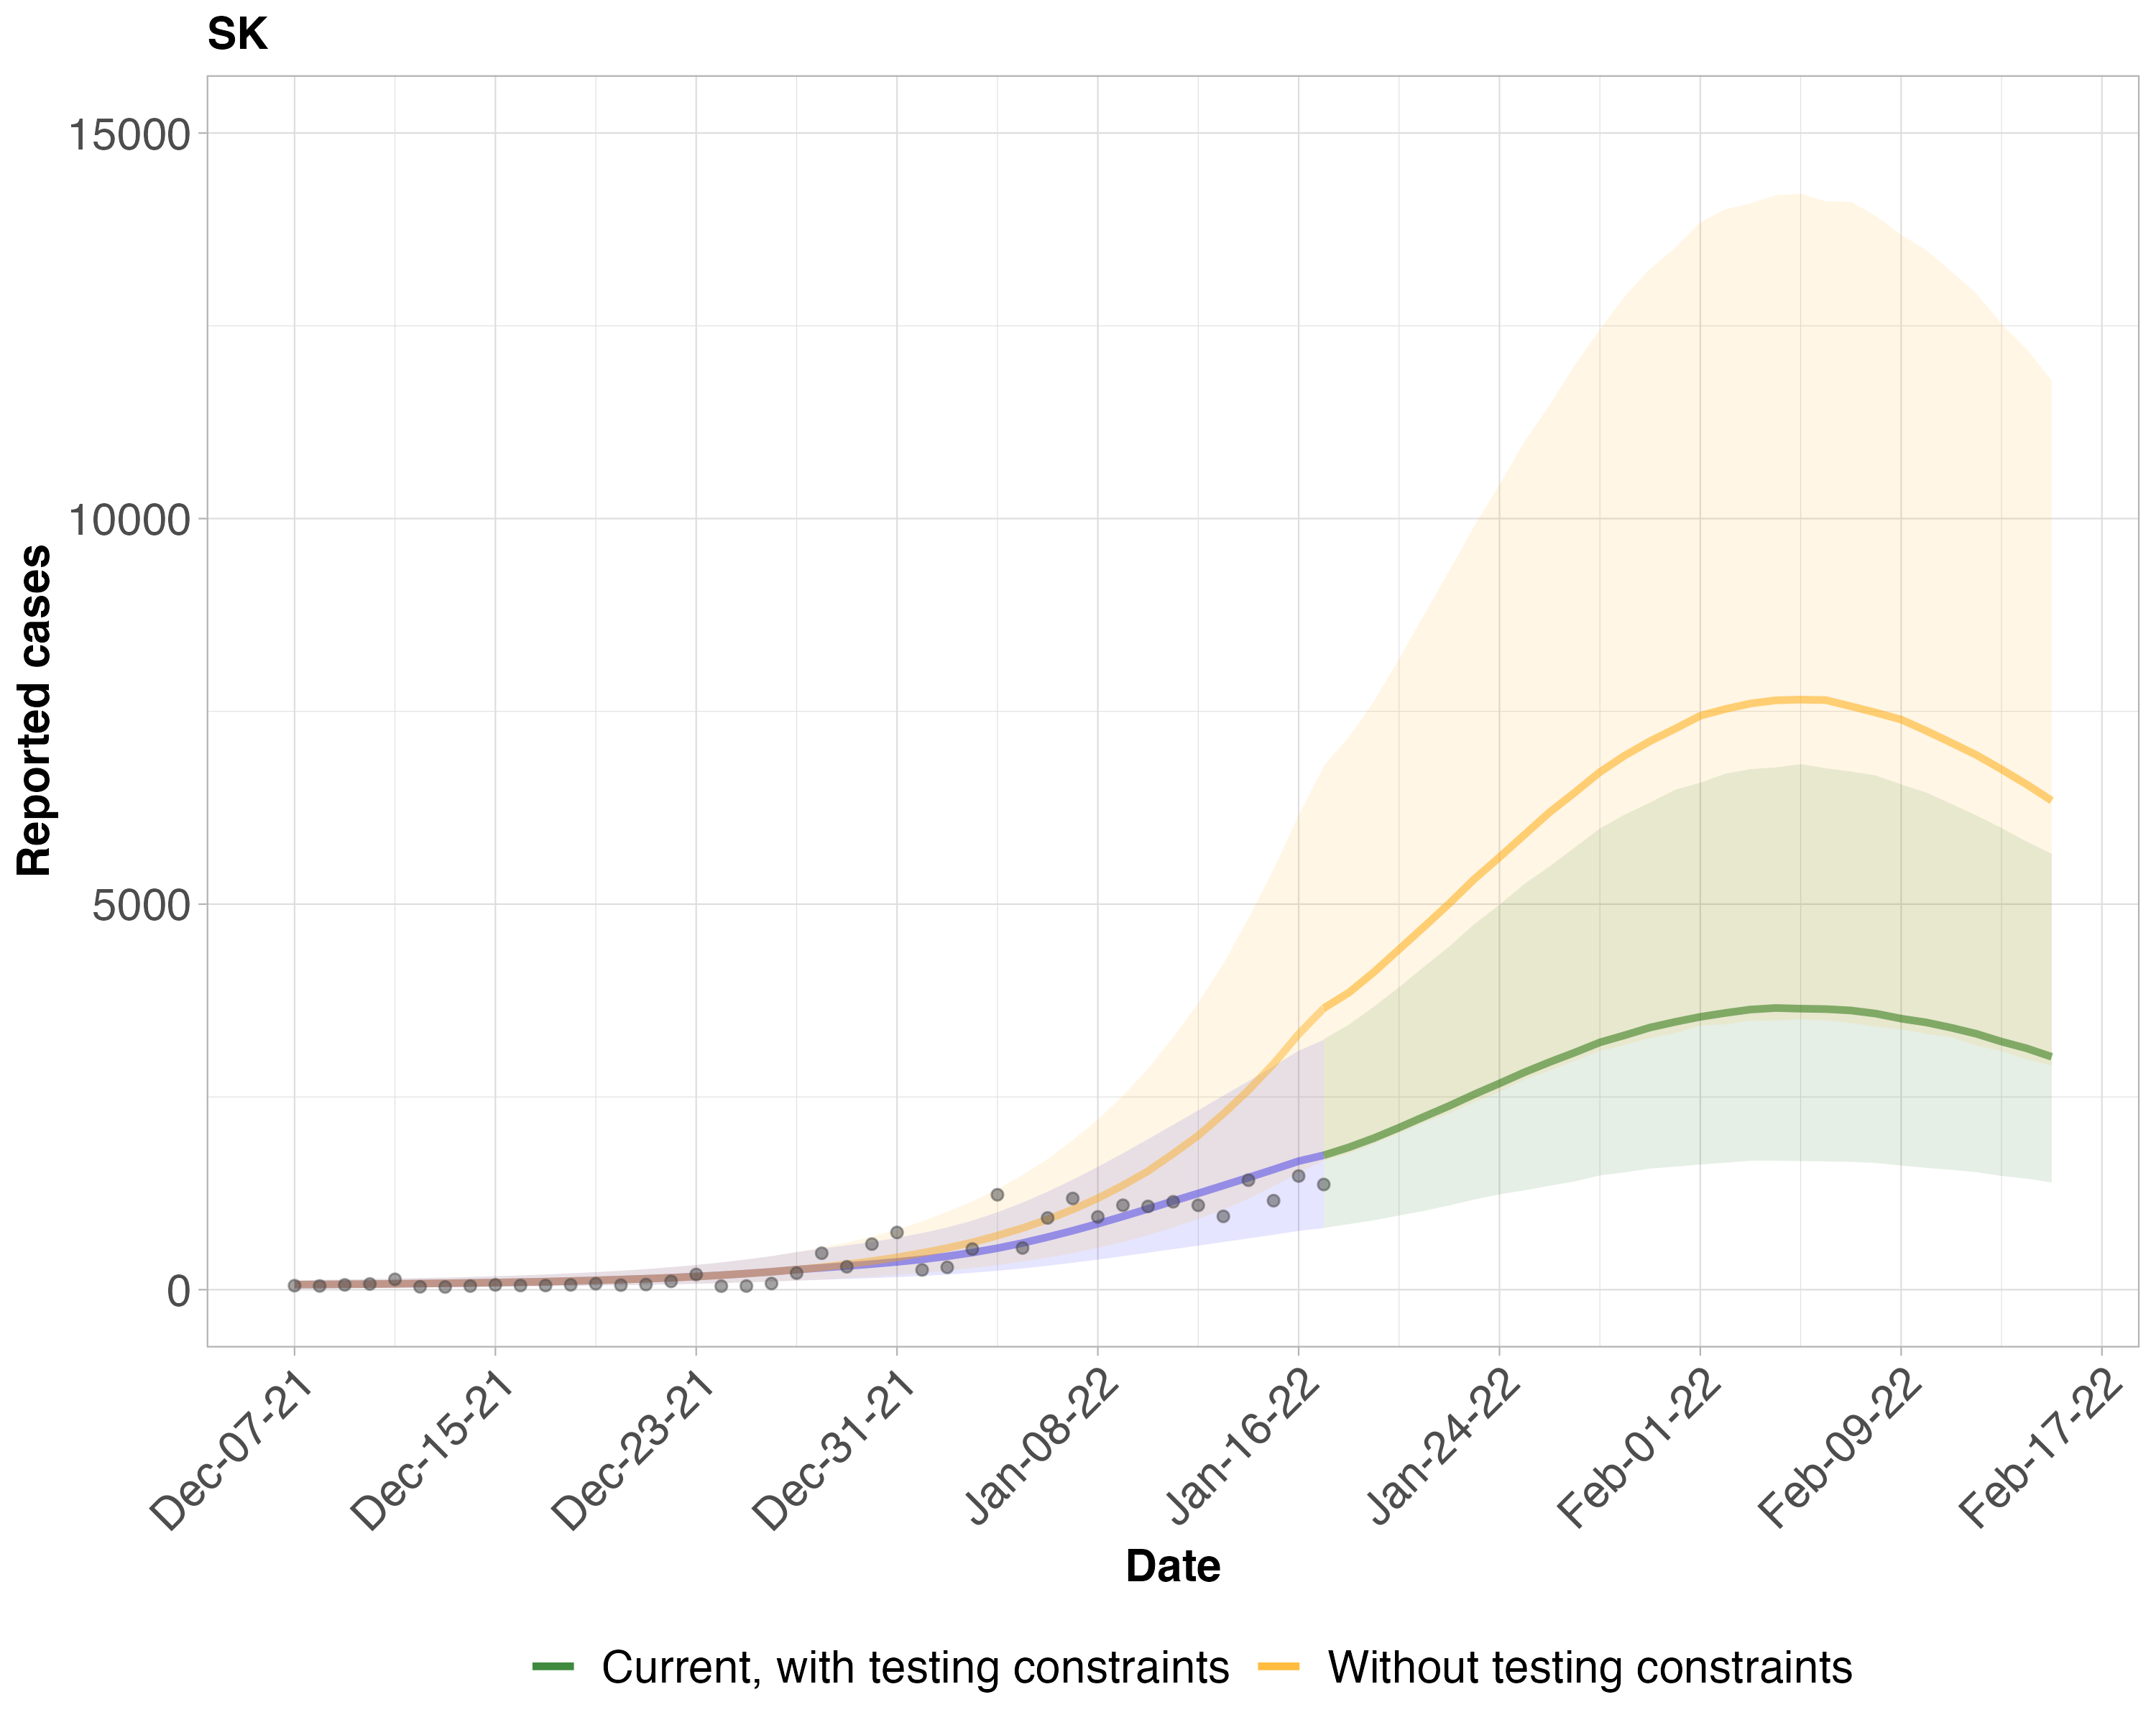 SK
15000
10000
5000
0
Reported cases
Dec-07-21
Dec-15-21
Dec-23-21
Dec-31-21
Jan-08-22
Jan-16-22
Jan-24-22
Feb-01-22
Feb-09-22
Feb-17-22
Date
Current, with testing constraints
Without testing constraints